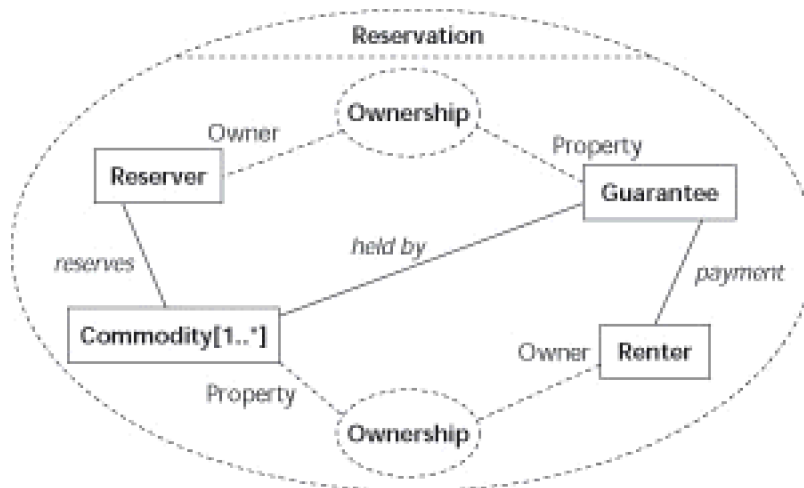 Reservation
Ownership
Owner
Property
Reserver
Guarantee
held by
reserves
payment
Commodity[1..*]
Owner
Renter
Property
Ownership